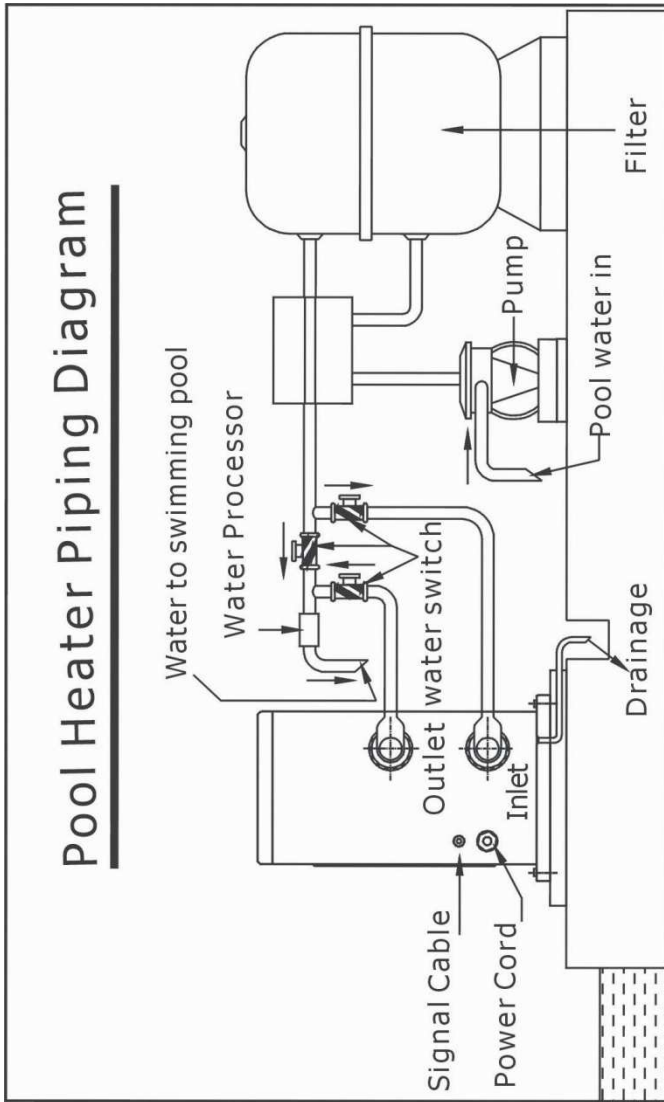 Pool Heater Piping Diagram
Water to swimming pool
Water Processor
Outlet
water switch
Inlet
Signal Cable
Power Cord
Drainage
Pool water in
Pump
Filter